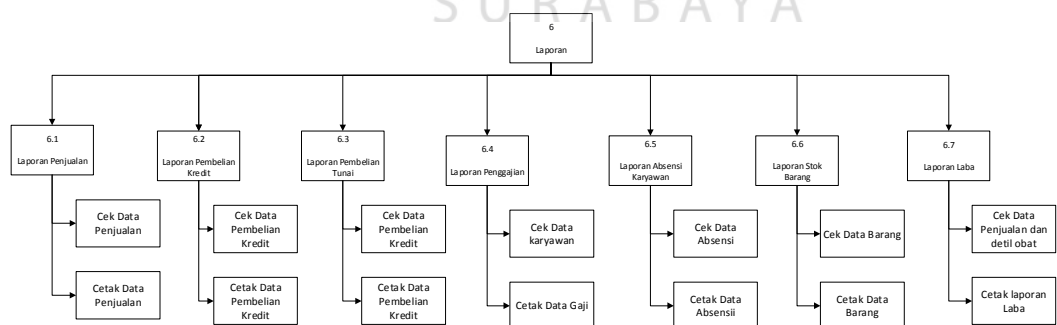 SURABAYA
6
Laporan
6.1
Laporan Penjualan
6.2
Laporan Pembelian
Kredit
6.3
Laporan Pembelian
Tunai
6.4
Laporan Penggajian
6.5
Laporan Absensi
Karyawan
6.6
Laporan Stok
Barang
6.7
Laporan Laba
Cek Data
Penjualan
Cek Data
Pembelian
Kredit
Cek Data
Pembelian
Kredit
Cek Data
karyawan
Cek Data
Absensi
Cek Data Barang
Cek Data
Penjualan dan
detil obat
Cetak Data
Penjualan
Cetak Data
Pembelian
Kredit
Cetak Data
Pembelian
Kredit
Cetak Data Gaji
Cetak Data
Absensii
Cetak Data
Barang
Cetak laporan
Laba